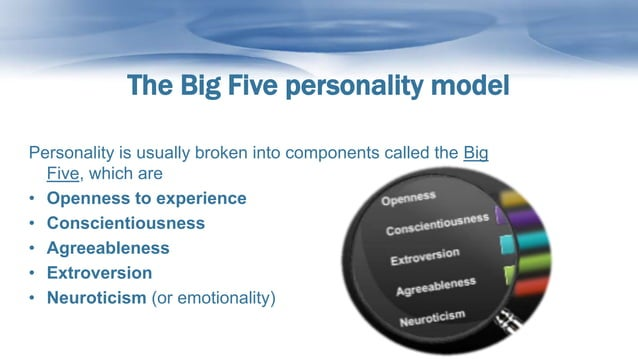 The Big Five personality model
Personality is usually broken into components called the Big
Five, which are
• Openness to experience
• Conscientiousness
• Agreeableness
• Extroversion
• Neuroticism (or emotionality)
Openness
Conscientiousness
Extroversion
Agreeableness
Neuroticism